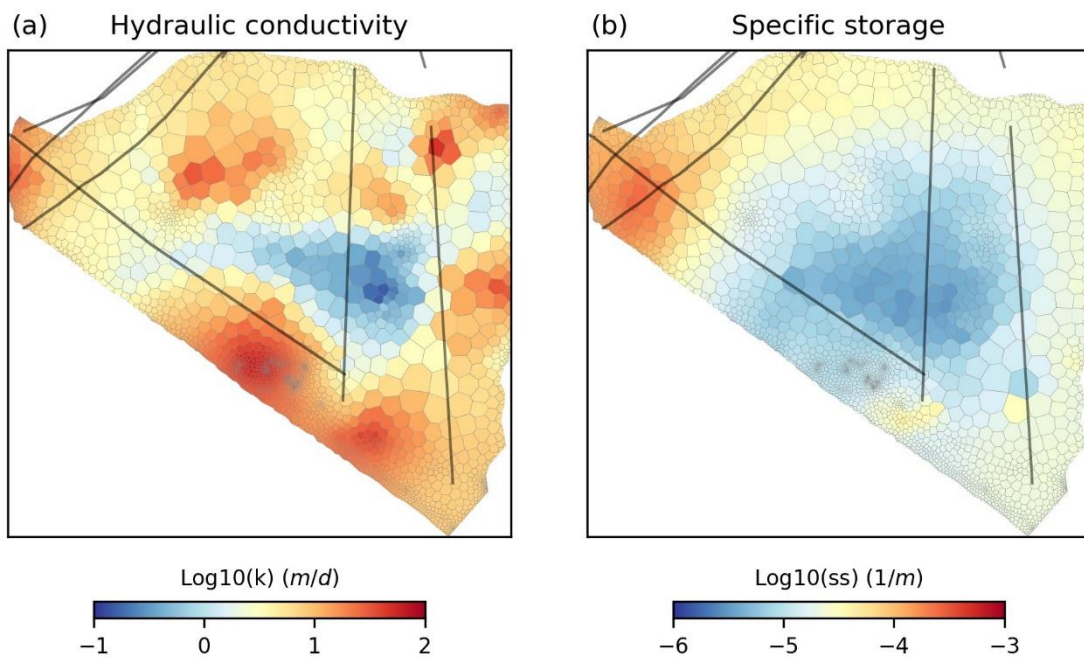 (a) Hydraulic conductivity
(b) Specific storage
Log10(k) (m/d)
−1 0 1 2
Log10(ss) (1/m)
−6 −5 −4 −3